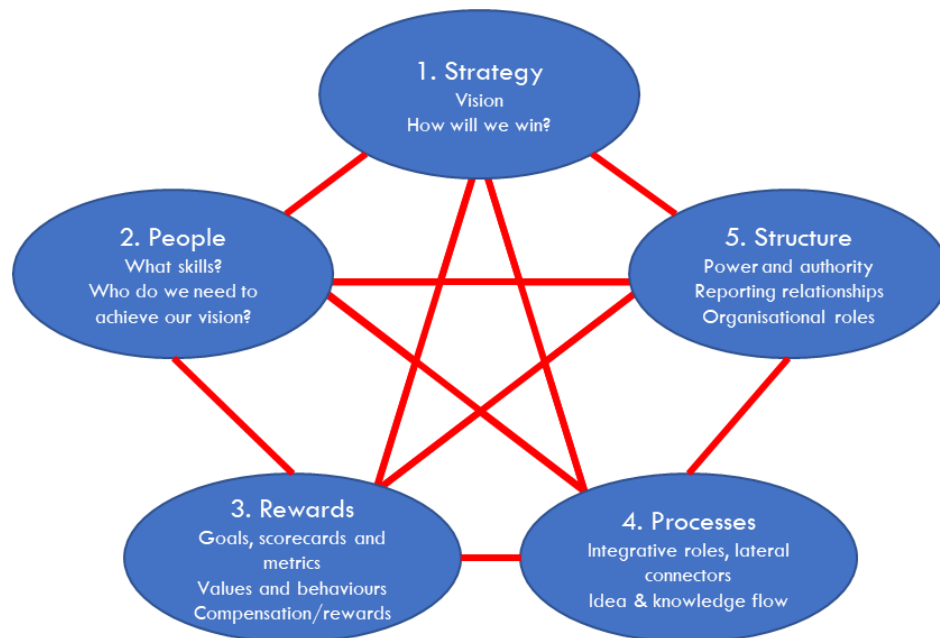 1. Strategy
Vision
How will we win?
2. People
What skills?
Who do we need to
achieve our vision?
3. Rewards
Goals, scorecards and
metrics
Values and behaviours
Compensation/rewards
4. Processes
Integrative roles, lateral
connectors
Idea & knowledge flow
5. Structure
Power and authority
Reporting relationships
Organisational roles